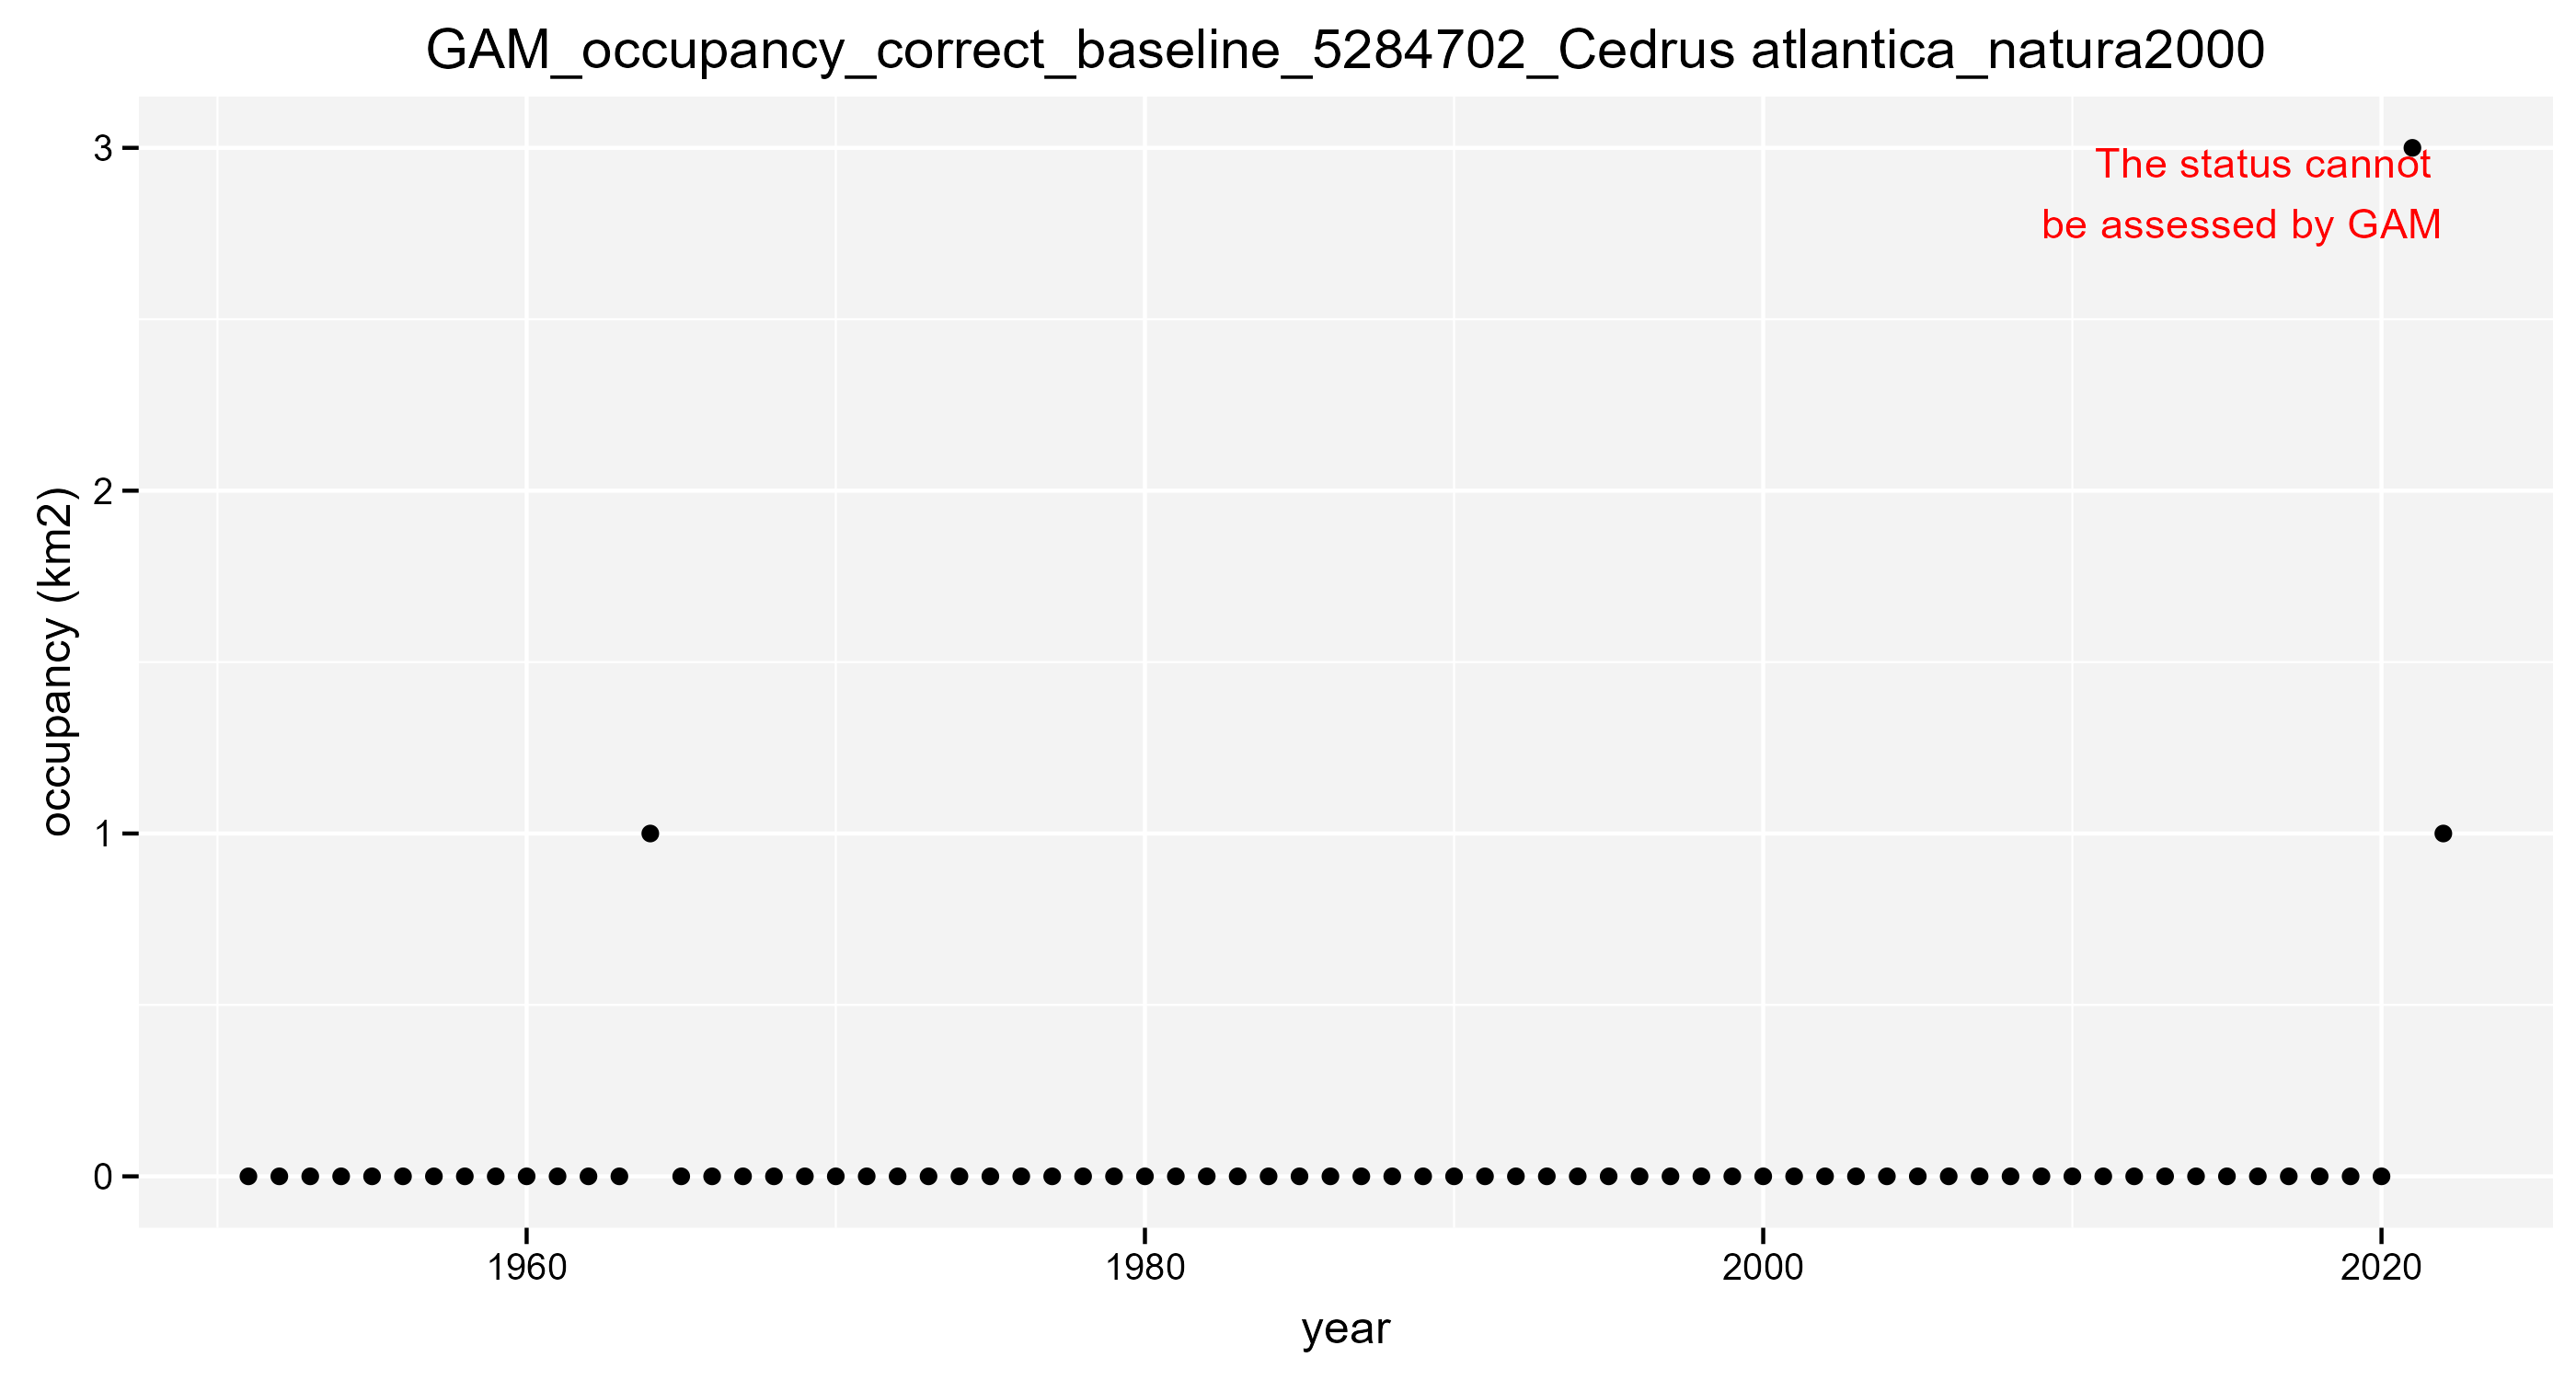 GAM_occupancy_correct_baseline_5284702_Cedrus atlantica_natura2000
3
The status cannot
be assessed by GAM
2
occupancy (km2)
1
0
1960
1980
2000
2020
year